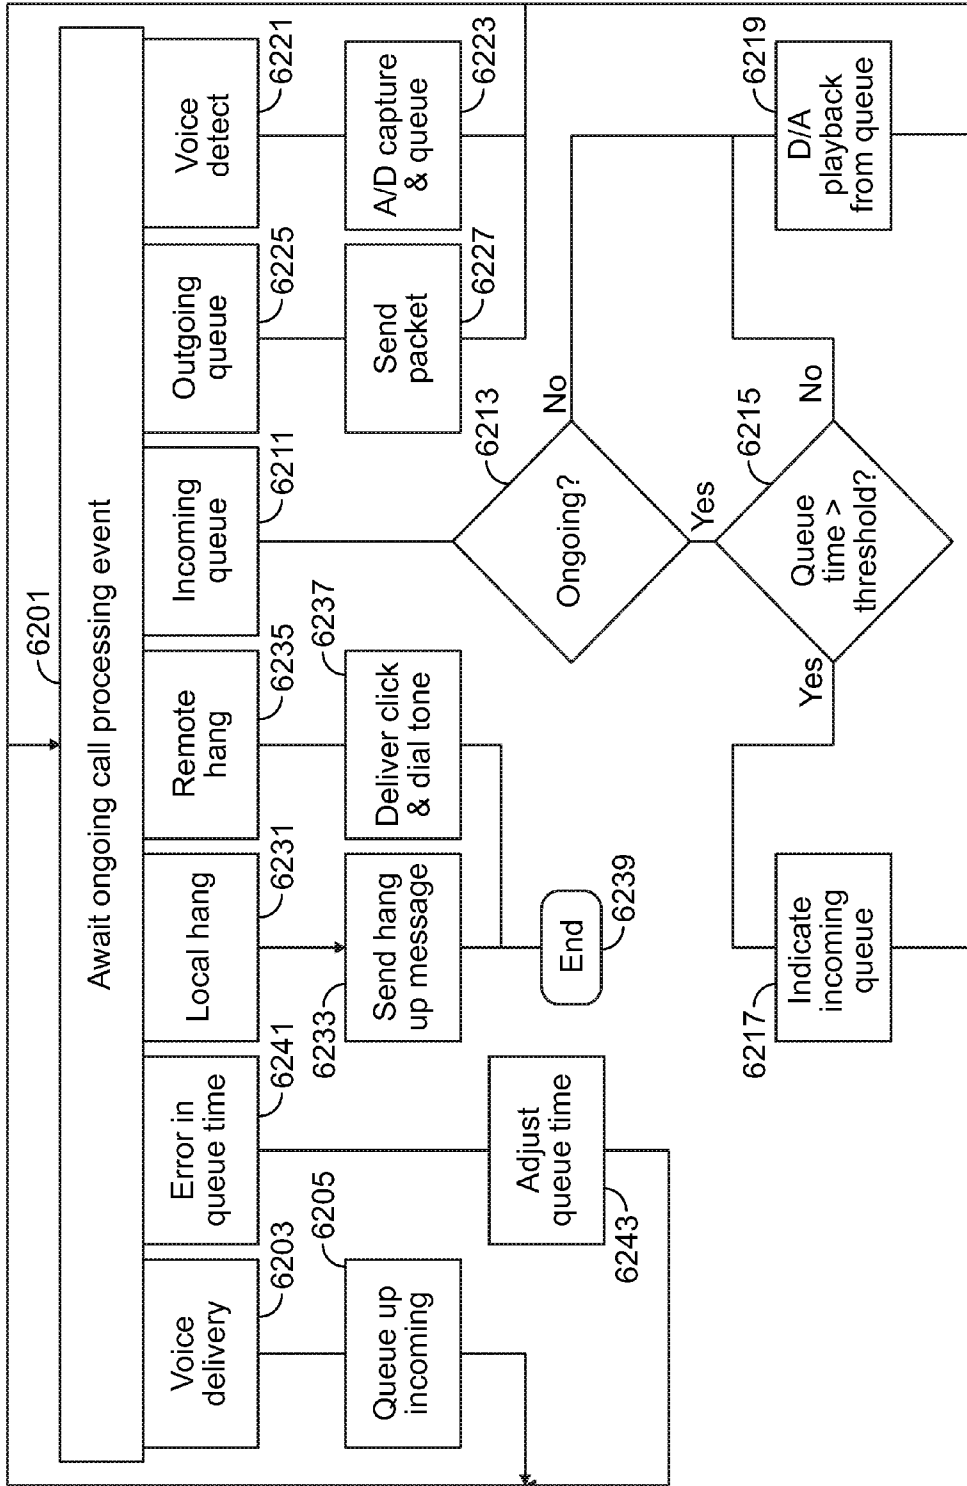 6201
Await ongoing call processing event
Voice
delivery
6203
Error in
queue time
6241
Local hang
6231
Remote
hang
6235
Incoming
queue
6211
Outgoing
queue
6225
Voice
detect
6221
Queue up
incoming
6205
Adjust
queue time
6243
Send hang
up message
6233
Deliver click
& dial tone
6237
End
6239
Send
packet
6227
A/D capture
& queue
6223
Ongoing?
6213
No
Yes
Queue
time >
threshold?
6215
Yes
No
Indicate
incoming
queue
6217
D/A
playback
from queue
6219